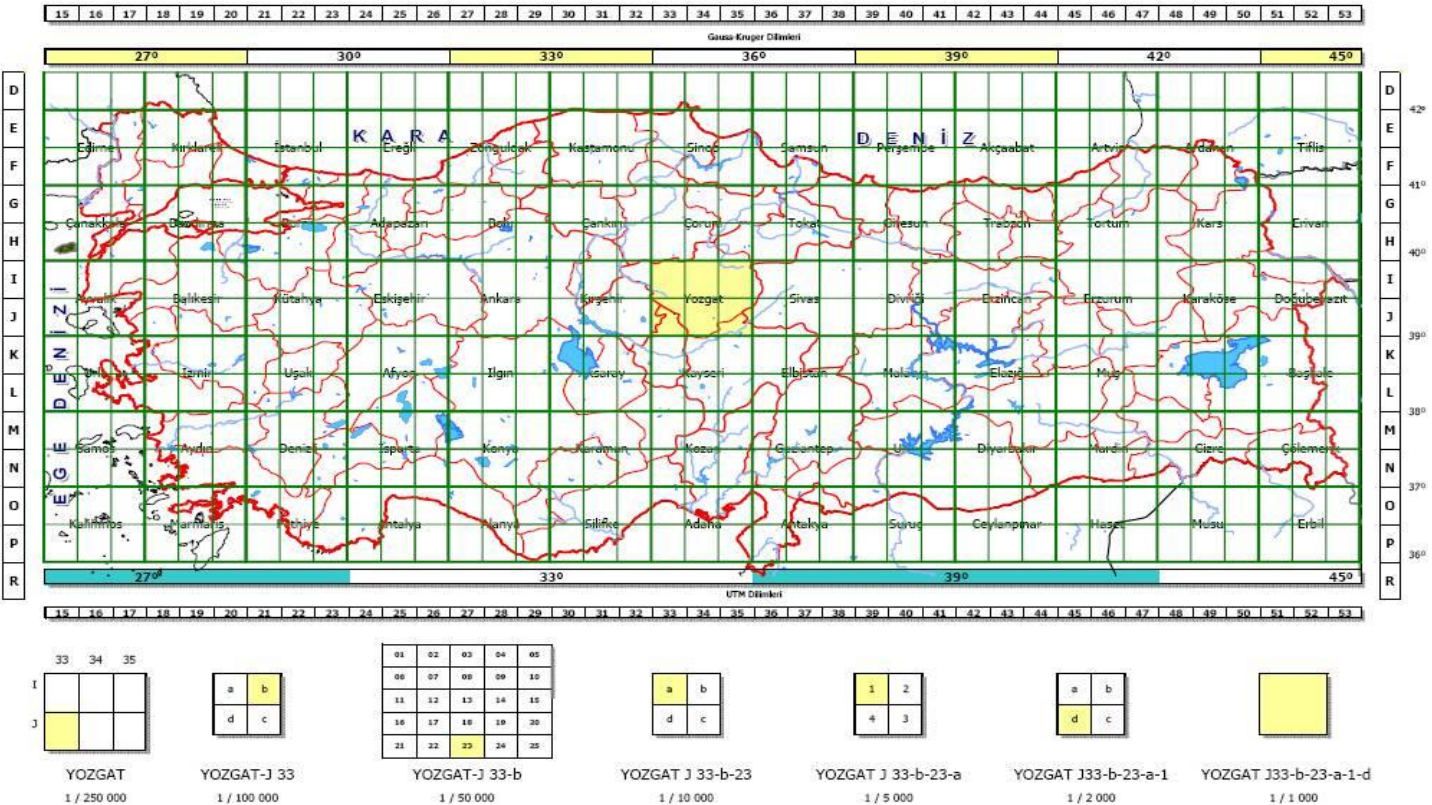 15 16 17 18 19 20 21 22 23 24 25 26 27 28 29 30 31 32 33 34 35 36 37 38 39 40 41 42 43 44 45 46 47 48 49 50 51 52 53
Gauss-Kruger Dilimleri
27° 30° 33° 36° 39° 42° 45°
D D
42°
E KARA DENİZ E
Edirne Kırklareli İstanbul Ereğli Zonguldak Kastamonu Sinop Samsun Perşembe Akçaabat Artvin Ardahan Tiflis
F F
41°
G G
Çanakkale Bandırma Adapazarı Bolu Çankırı Çorum Tokat Giresun Trabzon Tortum Kars Erivan
H H
40°
I I
Ayvalık Balıkesir Kütahya Eskişehir Ankara Kırşehir Yozgat Sivas Divriği Erzincan Erzurum Karaköse Doğubeyazıt
J J
39°
K K
İzmir Uşak Afyon Ilgın Aksaray Kayseri Elbistan Malatya Elazığ Muş Başkale
L L
38°
M M
Samos Aydın Denizli Isparta Konya Karaman Kozan Gaziantep Diyarbakır Mardin Cizre Çölemerik
N N
37°
O O
Kalimnos Marmaris Fethiye Antalya Alanya Silifke Adana Antakya Suruç Ceylanpınar Musul Erbil
P P
36°
R R
EGE DENİZİ
27° 33° 39° 45°
UTM Dilimleri
15 16 17 18 19 20 21 22 23 24 25 26 27 28 29 30 31 32 33 34 35 36 37 38 39 40 41 42 43 44 45 46 47 48 49 50 51 52 53
33 34 35
I
J
YOZGAT
1 / 250 000
a b
d c
YOZGAT-J 33
1 / 100 000
01 02 03 04 05
06 07 08 09 10
11 12 13 14 15
16 17 18 19 20
21 22 23 24 25
YOZGAT-J 33-b
1 / 50 000
a b
d c
YOZGAT J 33-b-23
1 / 10 000
1 2
4 3
YOZGAT J 33-b-23-a
1 / 5 000
a b
d c
YOZGAT J33-b-23-a-1
1 / 2 000
YOZGAT J33-b-23-a-1-d
1 / 1 000